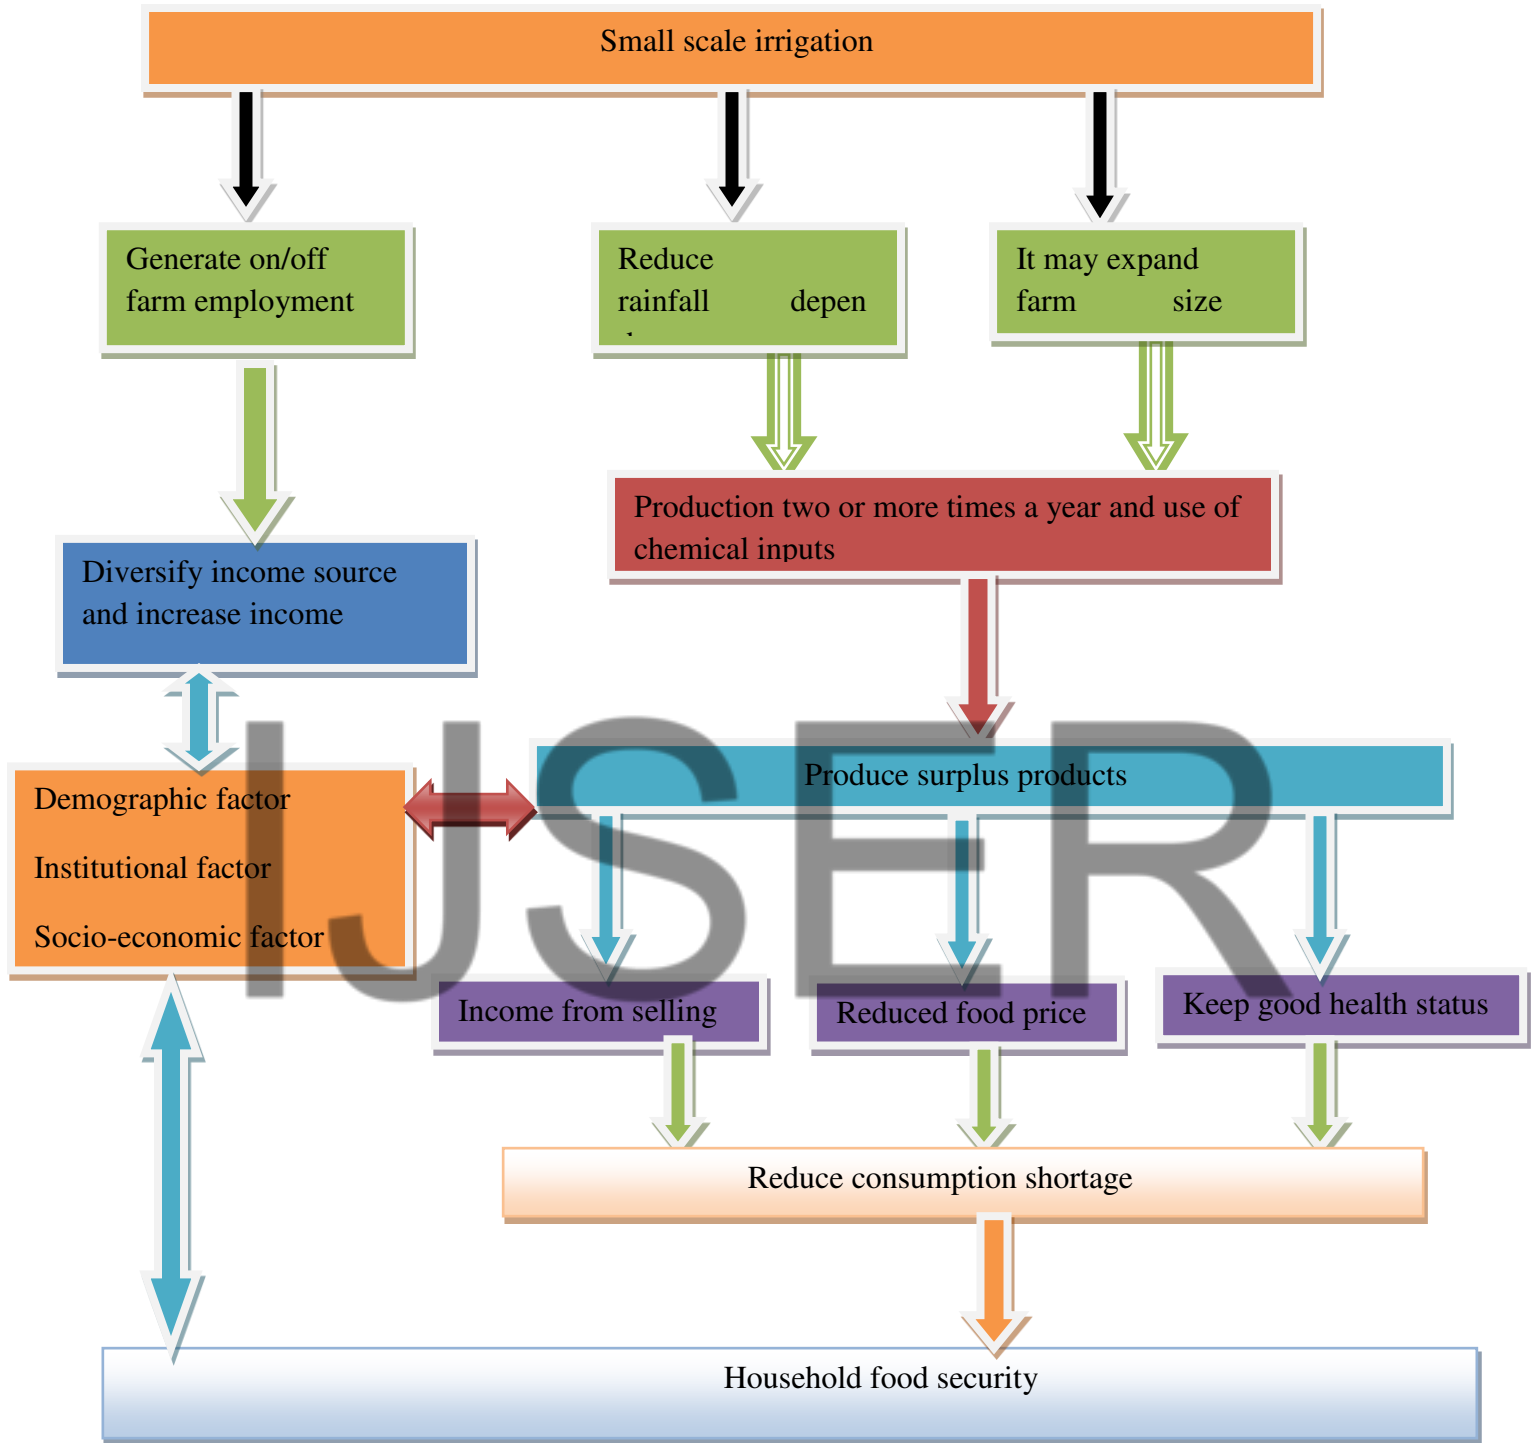 Small scale irrigation
Generate on/off
farm employment
Reduce
rainfall depen
It may expand
farm size
Production two or more times a year and use of
chemical inputs
Diversify income source
and increase income
Produce surplus products
Demographic factor
Institutional factor
Socio-economic factor
IJSER
Income from selling
Reduced food price
Keep good health status
Reduce consumption shortage
Household food security